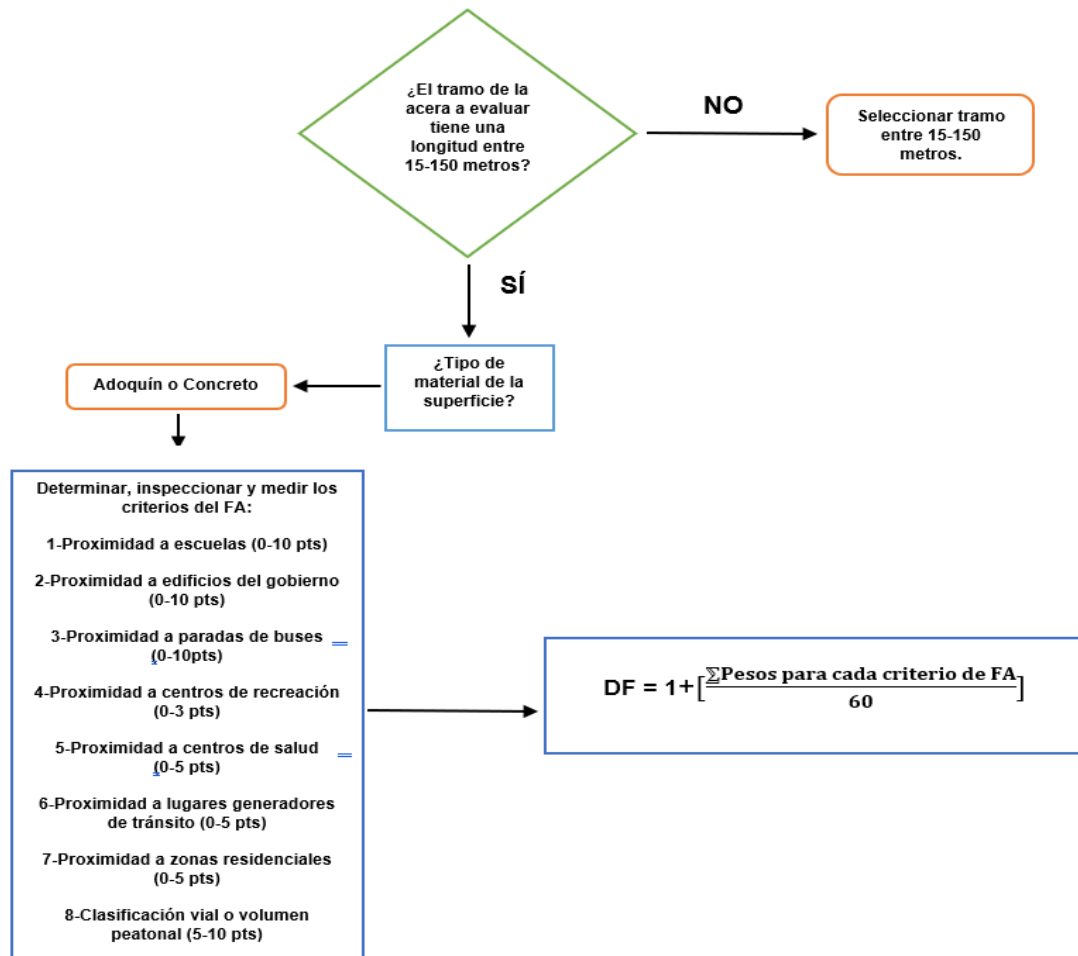 ¿El tramo de la
acera a evaluar
tiene una
longitud entre
15-150 metros?
NO
Seleccionar tramo
entre 15-150
metros.
SÍ
¿Tipo de
material de la
superficie?
Adoquín o Concreto
Determinar, inspeccionar y medir los
criterios del FA:
1-Proximidad a escuelas (0-10 pts)
2-Proximidad a edificios del gobierno
(0-10 pts)
3-Proximidad a paradas de buses
(0-10pts)
4-Proximidad a centros de recreación
(0-3 pts)
5-Proximidad a centros de salud
(0-5 pts)
6-Proximidad a lugares generadores
de tránsito (0-5 pts)
7-Proximidad a zonas residenciales
(0-5 pts)
8-Clasificación vial o volumen
peatonal (5-10 pts)
DF = 1+[∑Pesos para cada criterio de FA/60]